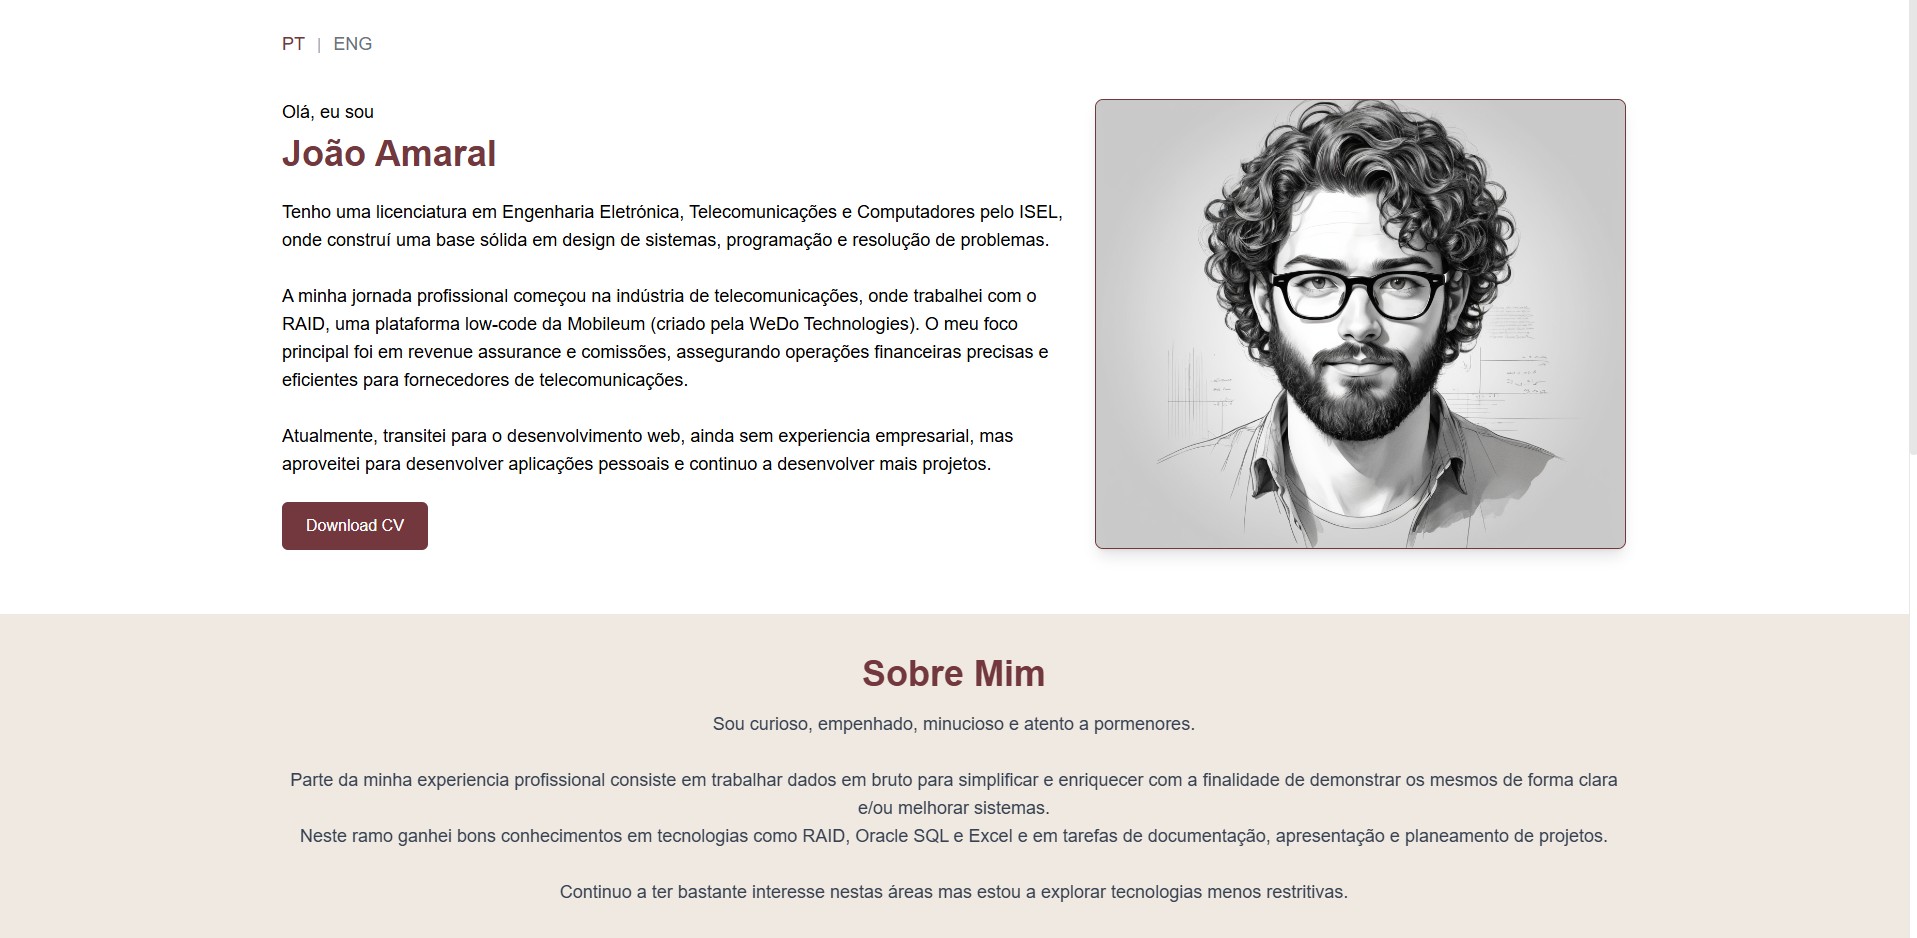 PT | ENG
Olá, eu sou
João Amaral
Tenho uma licenciatura em Engenharia Eletrónica, Telecomunicações e Computadores pelo ISEL,
onde construí uma base sólida em design de sistemas, programação e resolução de problemas.
A minha jornada profissional começou na indústria de telecomunicações, onde trabalhei com o
RAID, uma plataforma low-code da Mobileum (criado pela WeDo Technologies). O meu foco
principal foi em revenue assurance e comissões, assegurando operações financeiras precisas e
eficientes para fornecedores de telecomunicações.
Atualmente, transitei para o desenvolvimento web, ainda sem experiencia empresarial, mas
aproveitei para desenvolver aplicações pessoais e continuo a desenvolver mais projetos.
Download CV
Sobre Mim
Sou curioso, empenhado, minucioso e atento a pormenores.
Parte da minha experiencia profissional consiste em trabalhar dados em bruto para simplificar e enriquecer com a finalidade de demonstrar os mesmos de forma clara
e/ou melhorar sistemas.
Neste ramo ganhei bons conhecimentos em tecnologias como RAID, Oracle SQL e Excel e em tarefas de documentação, apresentação e planeamento de projetos.
Continuo a ter bastante interesse nestas áreas mas estou a explorar tecnologias menos restritivas.